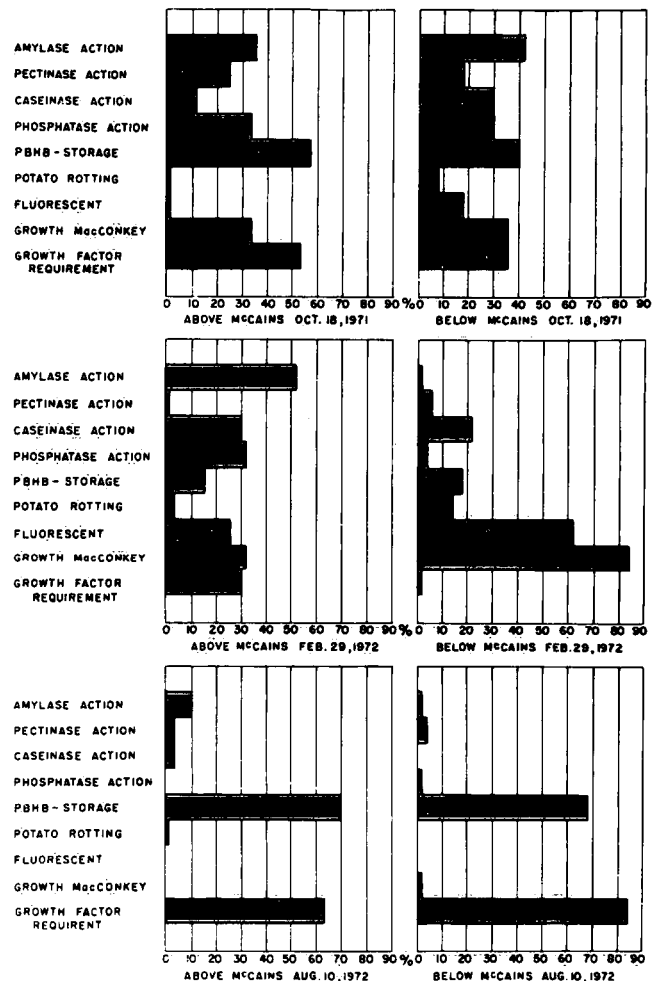 AMYLASE ACTION
PECTINASE ACTION
CASEINASE ACTION
PHOSPHATASE ACTION
PBHB-STORAGE
POTATO ROTTING
FLUORESCENT
GROWTH MacCONKEY
GROWTH FACTOR
REQUIREMENT
0 10 20 30 40 50 60 70 80 90 %
ABOVE McCAINS OCT. 18, 1971
0 10 20 30 40 50 60 70 80 90
BELOW McCAINS OCT. 18, 1971
AMYLASE ACTION
PECTINASE ACTION
CASEINASE ACTION
PHOSPHATASE ACTION
PBHB-STORAGE
POTATO ROTTING
FLUORESCENT
GROWTH MacCONKEY
GROWTH FACTOR
REQUIREMENT
0 10 20 30 40 50 60 70 80 90 %
ABOVE McCAINS FEB. 29, 1972
0 10 20 30 40 50 60 70 80 90
BELOW McCAINS FEB. 29, 1972
AMYLASE ACTION
PECTINASE ACTION
CASEINASE ACTION
PHOSPHATASE ACTION
PBHB-STORAGE
POTATO ROTTING
FLUORESCENT
GROWTH MacCONKEY
GROWTH FACTOR
REQUIRENT
0 10 20 30 40 50 60 70 80 90 %
ABOVE McCAINS AUG. 10, 1972
0 10 20 30 40 50 60 70 80 90
BELOW McCAINS AUG. 10, 1972